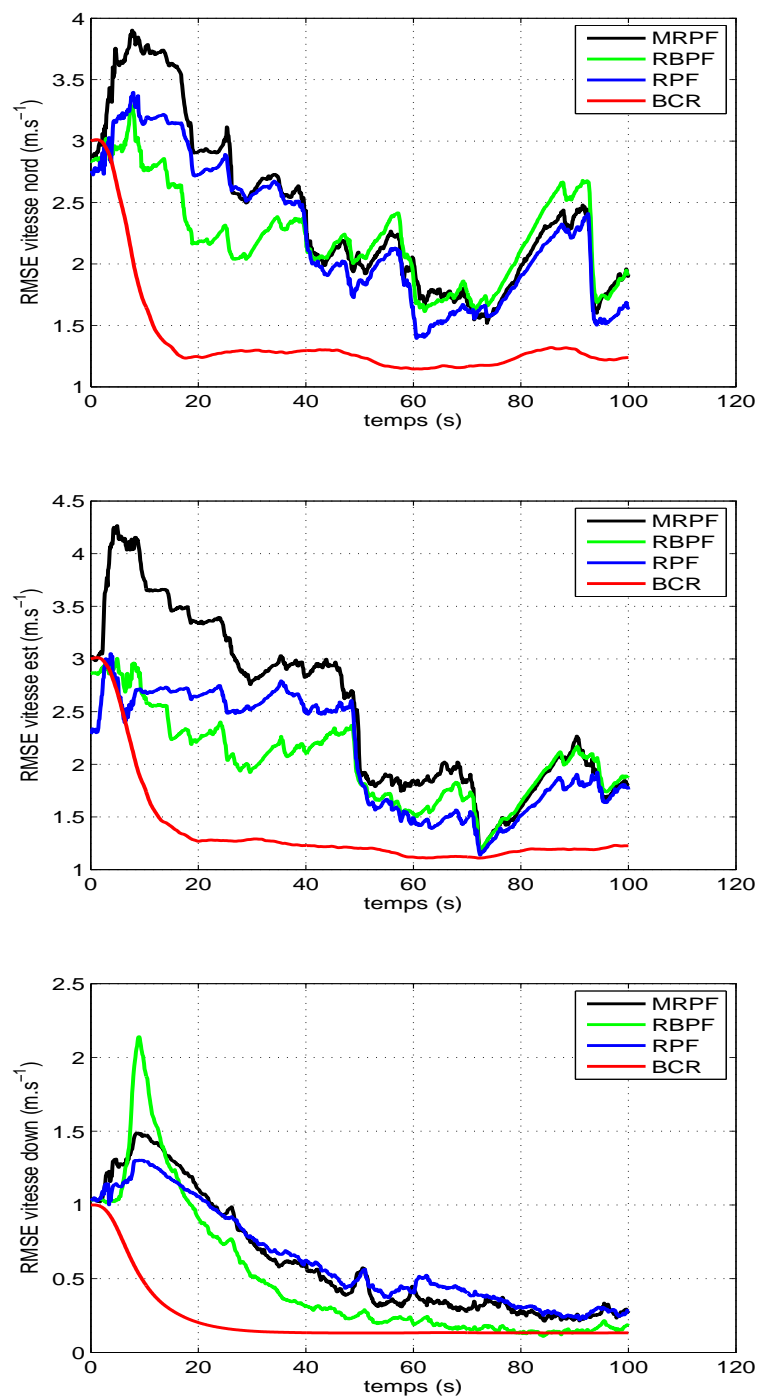 RMSE vitesse nord (m.s⁻¹)
4
3.5
3
2.5
2
1.5
1
0 20 40 60 80 100 120
temps (s)
MRPF
RBPF
RPF
BCR
RMSE vitesse est (m.s⁻¹)
4.5
4
3.5
3
2.5
2
1.5
1
0 20 40 60 80 100 120
temps (s)
MRPF
RBPF
RPF
BCR
RMSE vitesse down (m.s⁻¹)
2.5
2
1.5
1
0.5
0
0 20 40 60 80 100 120
temps (s)
MRPF
RBPF
RPF
BCR